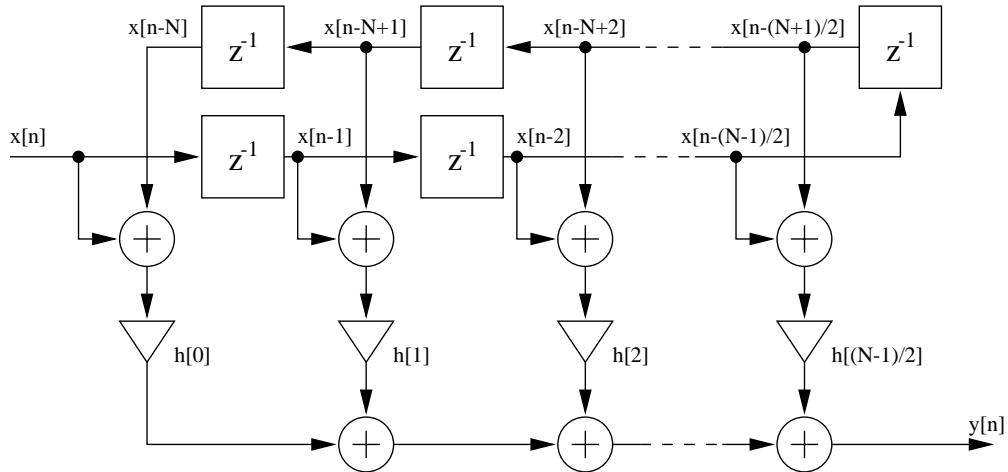 x[n-N] x[n-N+1] x[n-N+2] x[n-(N+1)/2]
z⁻¹ z⁻¹ z⁻¹
x[n] x[n-1] x[n-2] x[n-(N-1)/2]
z⁻¹ z⁻¹
h[0] h[1] h[2] h[(N-1)/2]
y[n]